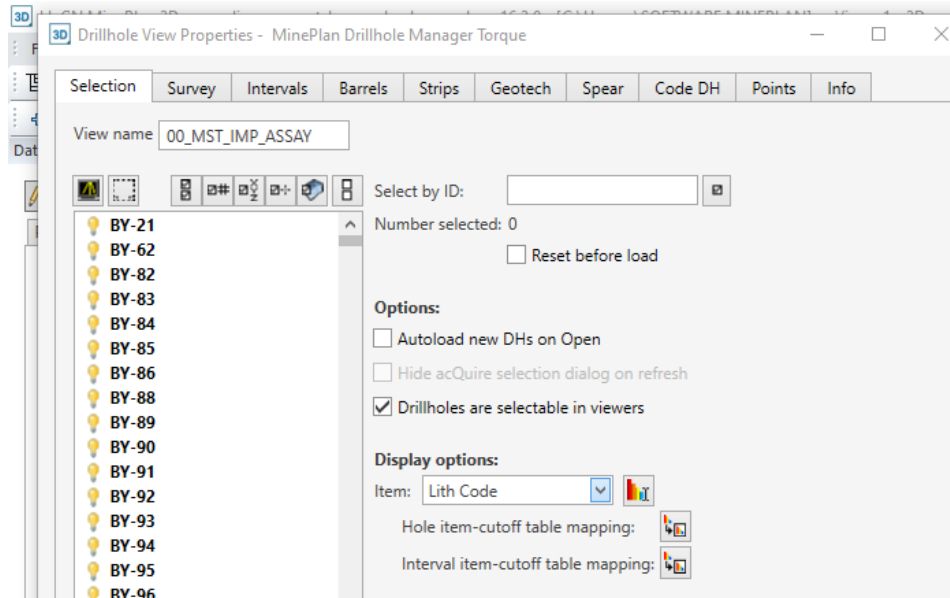 3D
3D Drillhole View Properties - MinePlan Drillhole Manager Torque
Selection Survey Intervals Barrels Strips Geotech Spear Code DH Points Info
View name 00_MST_IMP_ASSAY
Dat
Select by ID:
BY-21 Number selected: 0
BY-62 Reset before load
BY-82
BY-83
Options:
BY-84 Autoload new DHs on Open
BY-85
BY-86 Hide acQuire selection dialog on refresh
BY-88 Drillholes are selectable in viewers
BY-89
BY-90
Display options:
BY-91
BY-92 Item: Lith Code
BY-93 Hole item-cutoff table mapping:
BY-94
BY-95 Interval item-cutoff table mapping:
BY-96